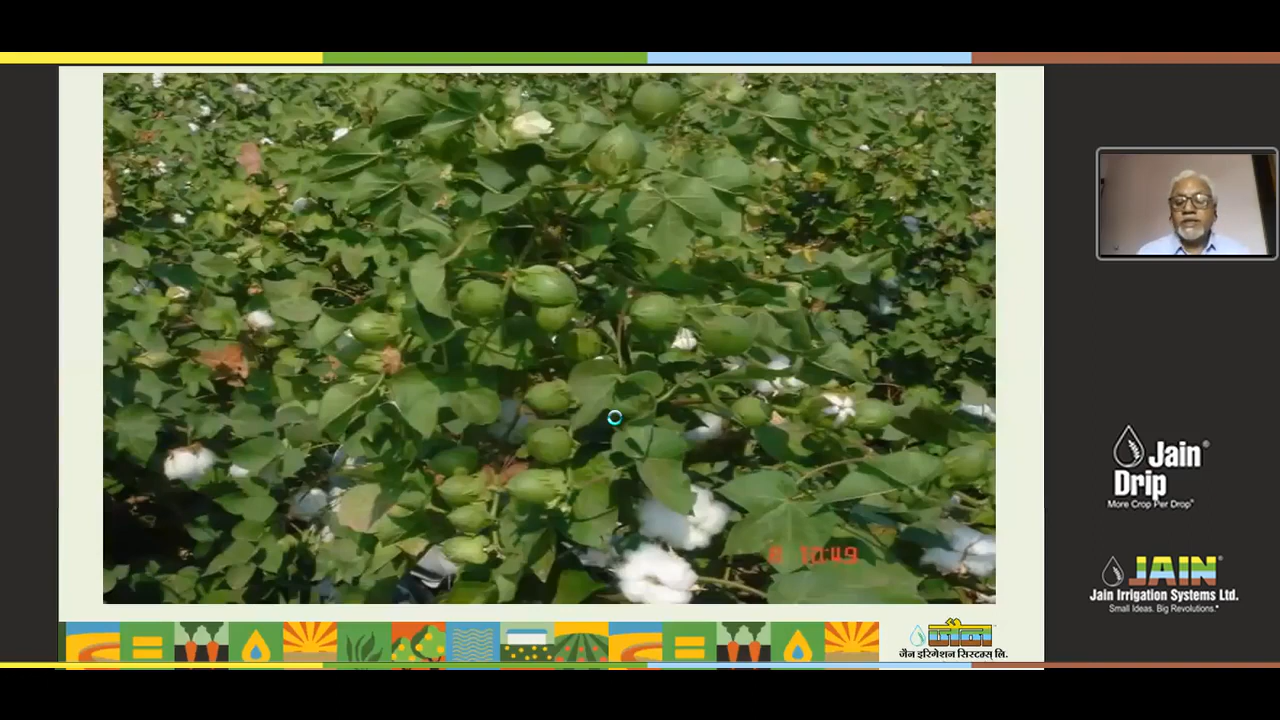 8 10:49
Jain®
Drip
More Crop Per Drop®
JAIN®
Jain Irrigation Systems Ltd.
Small Ideas. Big Revolutions.®
जैन
जैन इरिगेशन सिस्टम्स् लि.